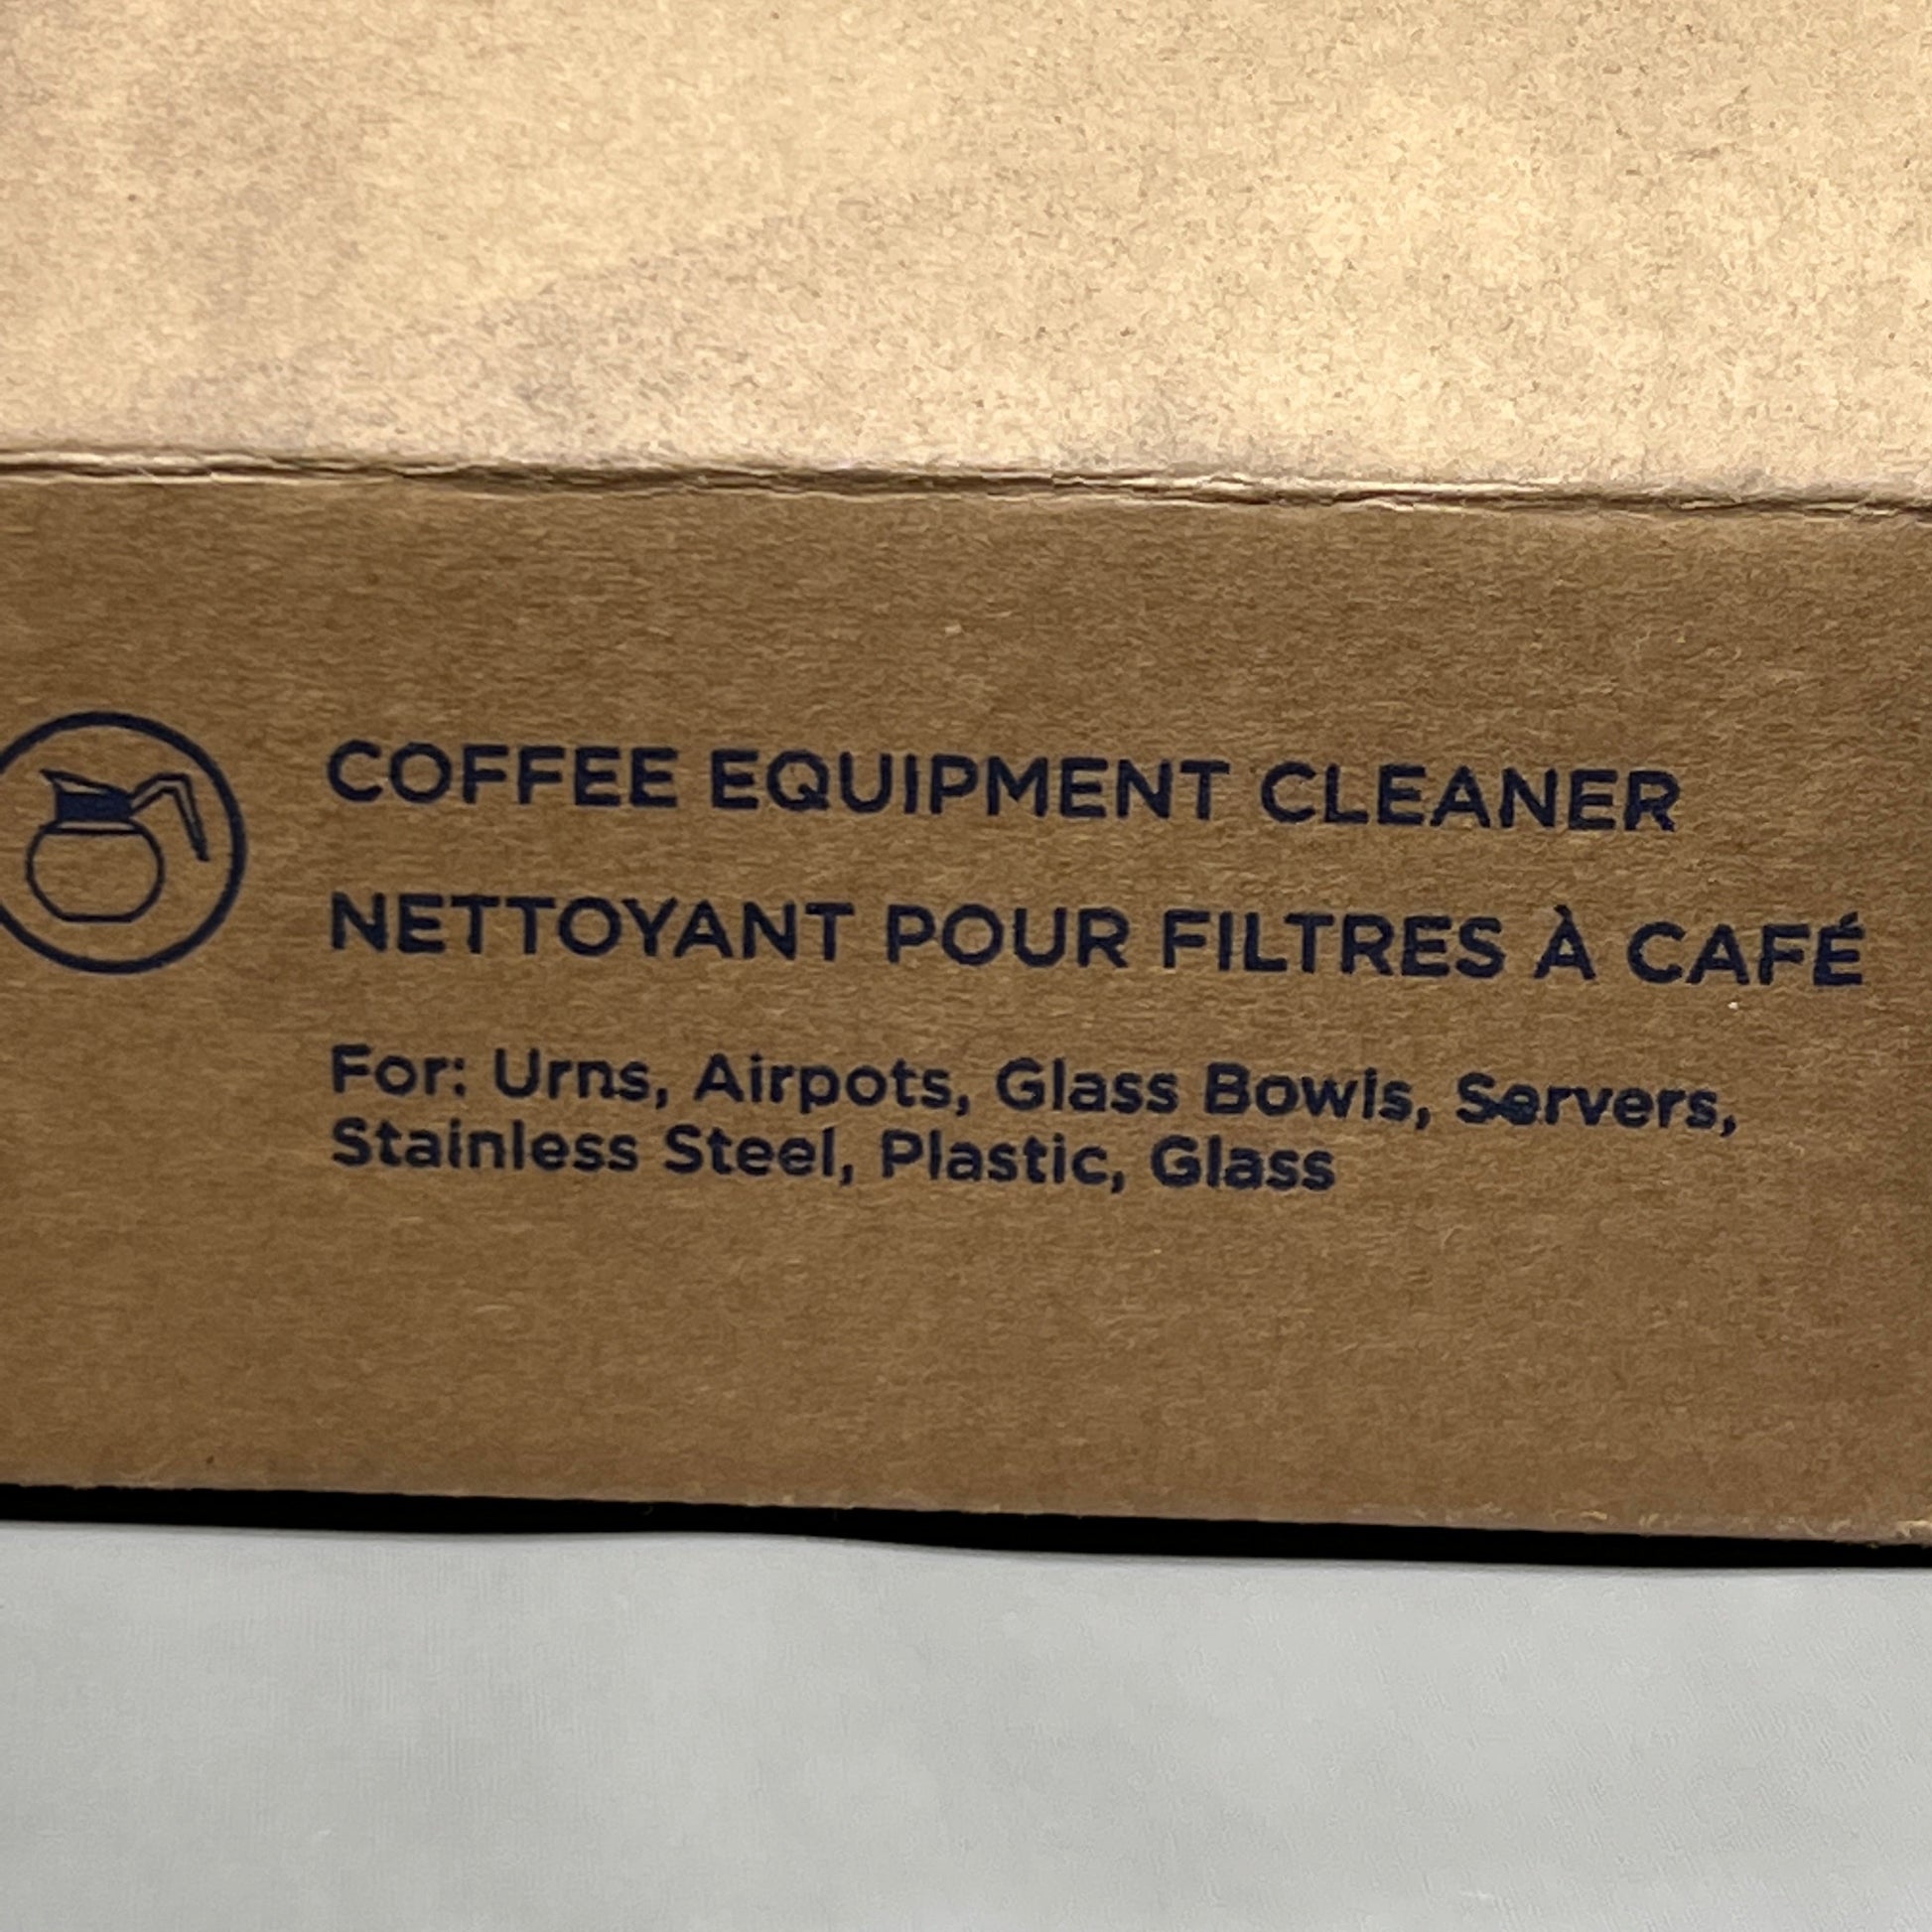 COFFEE EQUIPMENT CLEANER
NETTOYANT POUR FILTRES À CAFÉ
For: Urns, Airpots, Glass Bowls, Servers,
Stainless Steel, Plastic, Glass